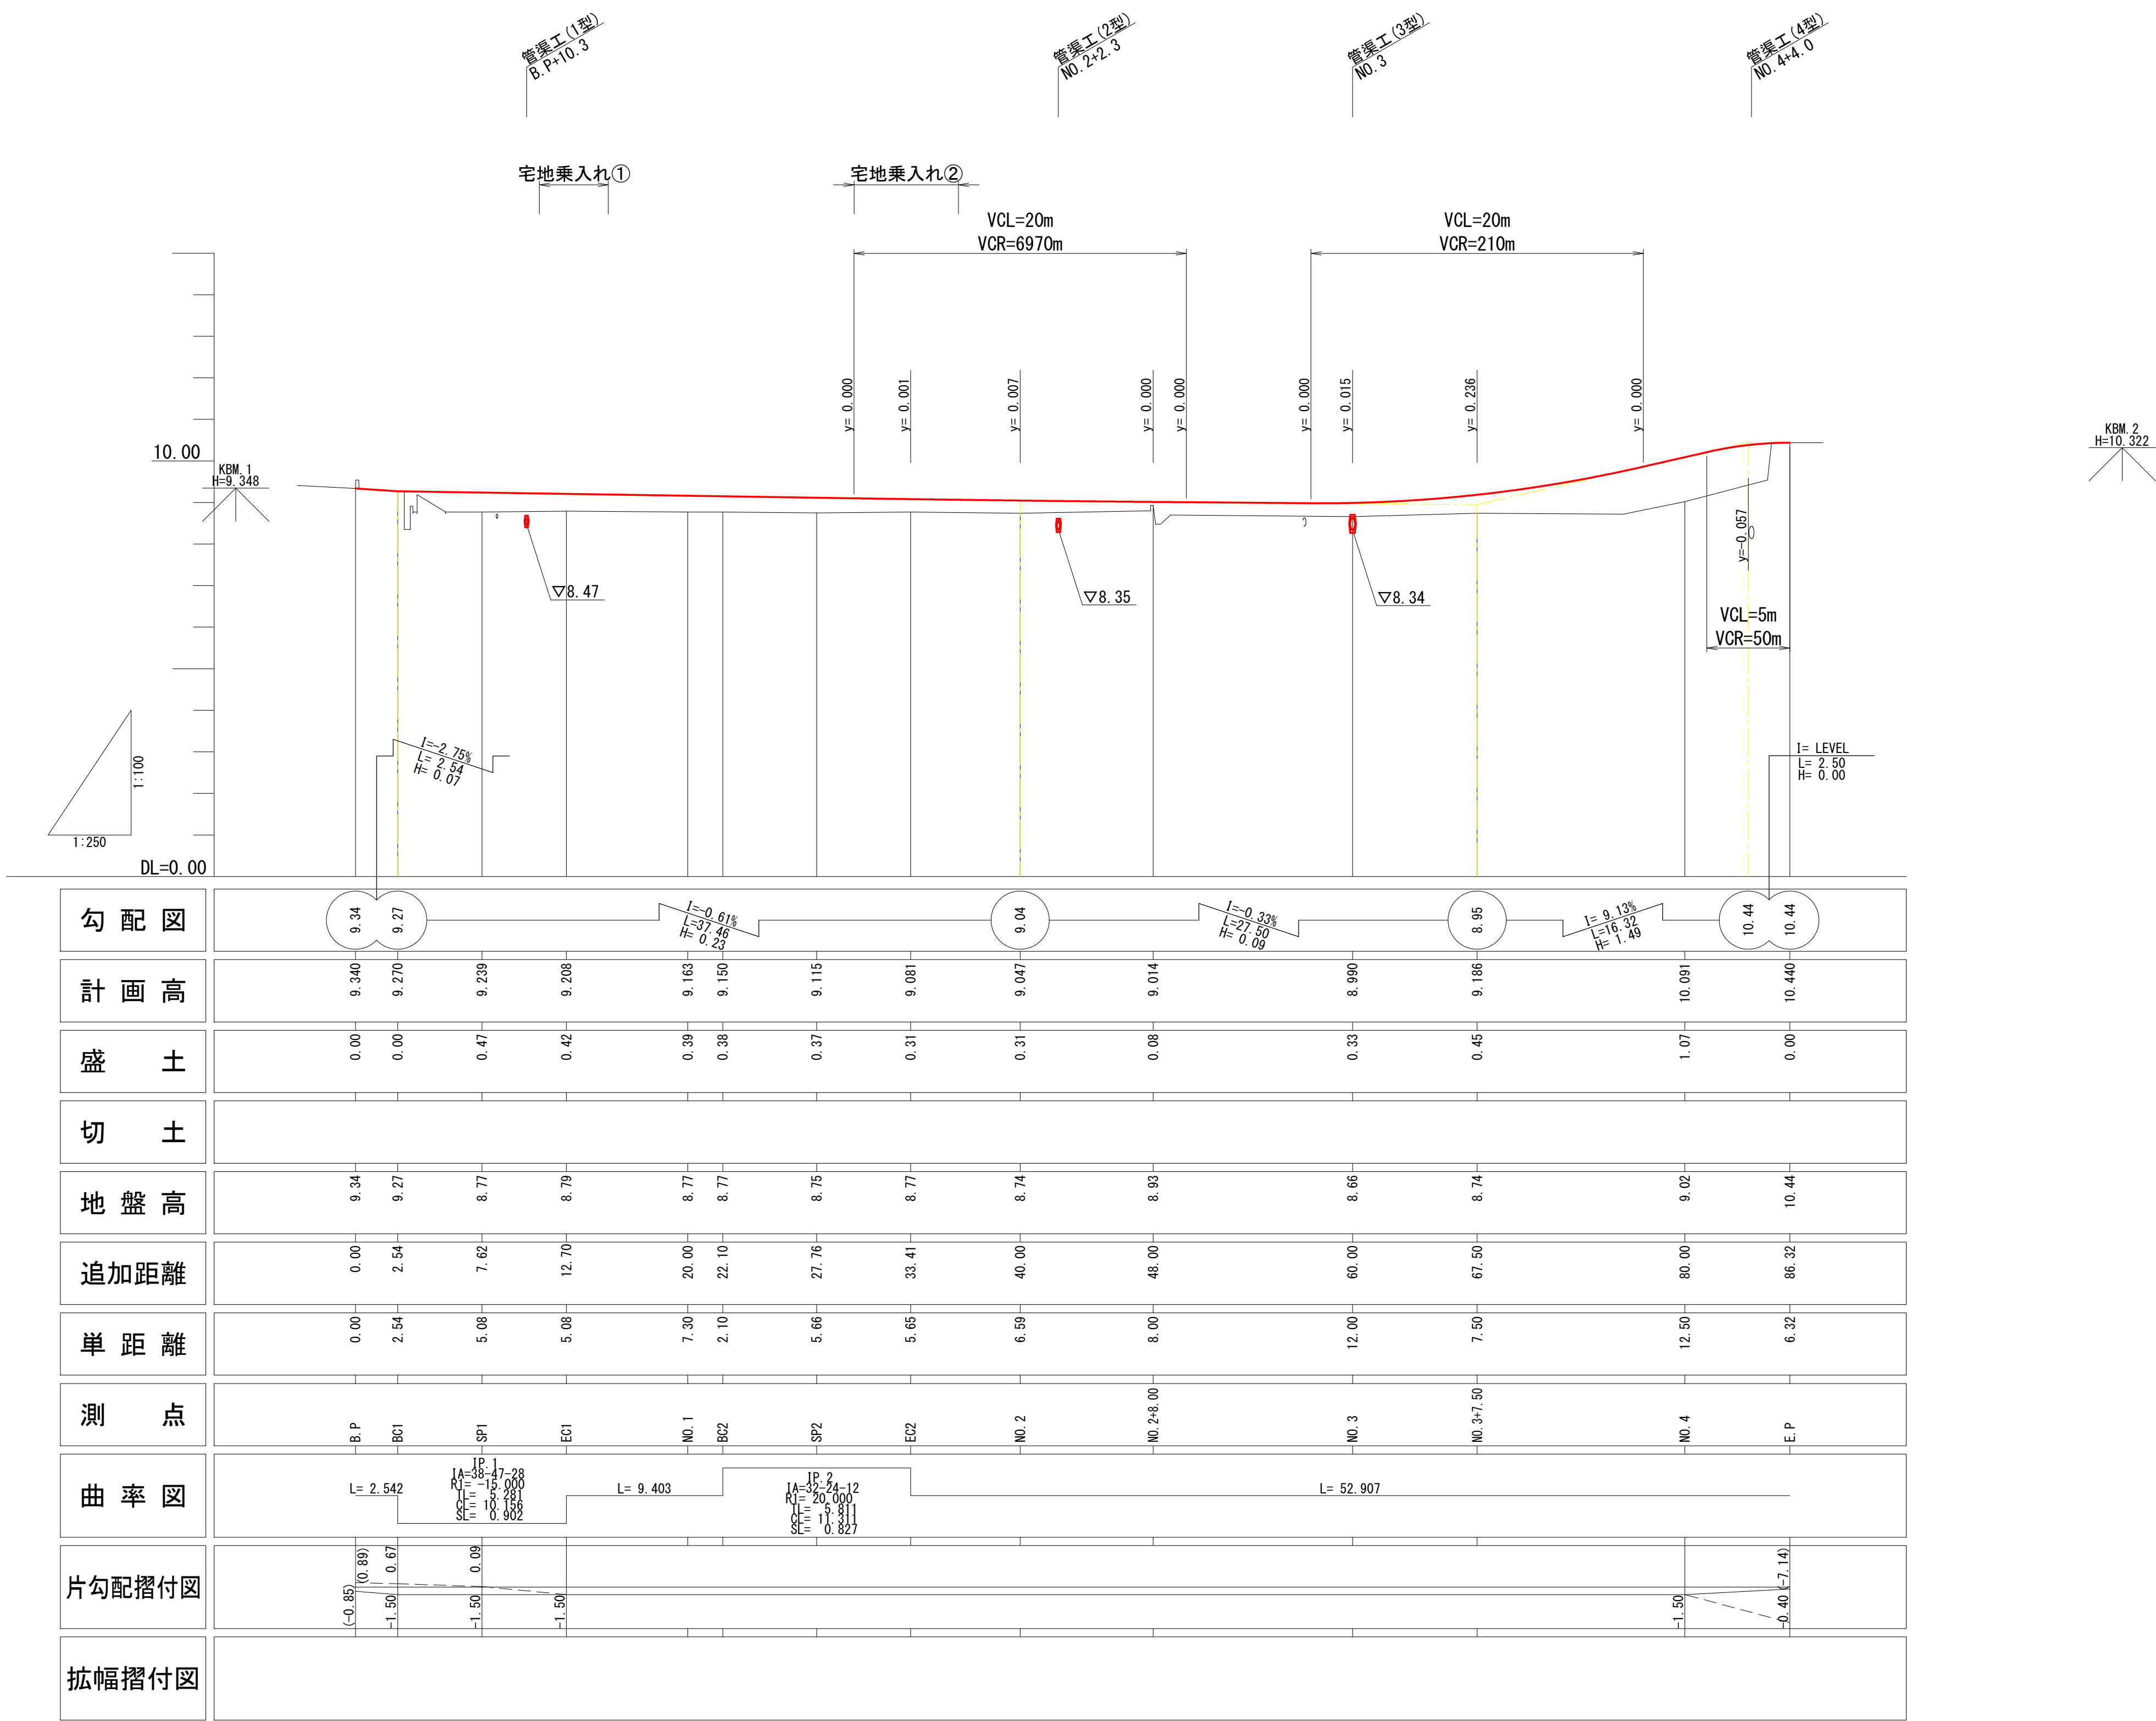 管渠工(1型)
B.P+10.3
管渠工(2型)
NO.2+2.3
管渠工(3型)
NO.3
管渠工(4型)
NO.4+4.0
宅地乗入れ①
宅地乗入れ②
VCL=20m
VCR=6970m
VCL=20m
VCR=210m
y= 0.000
y= 0.001
y= 0.007
y= 0.000
y= 0.000
y= 0.000
y= 0.015
y= 0.236
y= 0.000
10.00
KBM.1
H=9.348
KBM.2
H=10.322
y=-0.057
▽8.47
▽8.35
▽8.34
VCL=5m
VCR=50m
1:100
1:250
I=-2.75%
L= 2.54
H= 0.07
I= LEVEL
L= 2.50
H= 0.00
DL=0.00
勾配図
9.34
9.27
I=-0.61%
L=37.46
H= 0.23
9.04
I=-0.33%
L=27.50
H= 0.09
8.95
I= 9.13%
L=16.32
H= 1.49
10.44
10.44
計画高
9.340
9.270
9.239
9.208
9.163
9.150
9.115
9.081
9.047
9.014
8.990
9.186
10.091
10.440
盛土
0.00
0.00
0.47
0.42
0.39
0.38
0.37
0.31
0.31
0.08
0.33
0.45
1.07
0.00
切土
地盤高
9.34
9.27
8.77
8.79
8.77
8.77
8.75
8.77
8.74
8.93
8.66
8.74
9.02
10.44
追加距離
0.00
2.54
7.62
12.70
20.00
22.10
27.76
33.41
40.00
48.00
60.00
67.50
80.00
86.32
単距離
0.00
2.54
5.08
5.08
7.30
2.10
5.66
5.65
6.59
8.00
12.00
7.50
12.50
6.32
測点
B.P
BC1
SP1
EC1
NO.1
BC2
SP2
EC2
NO.2
NO.2+8.00
NO.3
NO.3+7.50
NO.4
E.P
曲率図
L= 2.542
IP.1
IA=38-47-28
R1= -15.000
TL= 5.281
CL= 10.156
SL= 0.902
L= 9.403
IP.2
IA=32-24-12
R1= 20.000
TL= 5.811
CL= 11.311
SL= 0.827
L= 52.907
片勾配摺付図
(0.89)
(-0.85)
0.67
-1.50
0.09
-1.50
-1.50
-1.50
(-7.14)
-0.40
拡幅摺付図